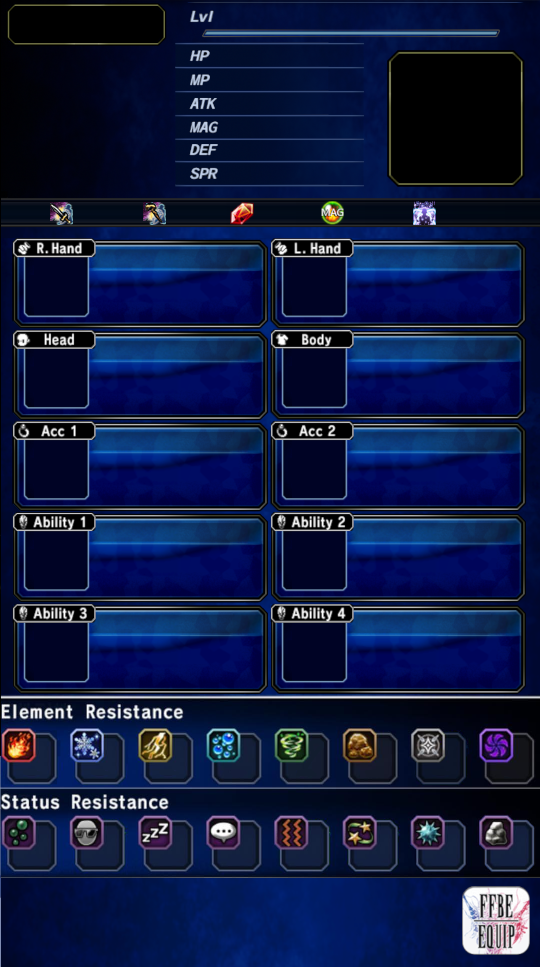 Lvl
HP
MP
ATK
MAG
DEF
SPR
MAG
R.Hand
L.Hand
Head
Body
Acc 1
Acc 2
Ability 1
Ability 2
Ability 3
Ability 4
Element Resistance
Status Resistance
zzz
FFBE
EQUIP